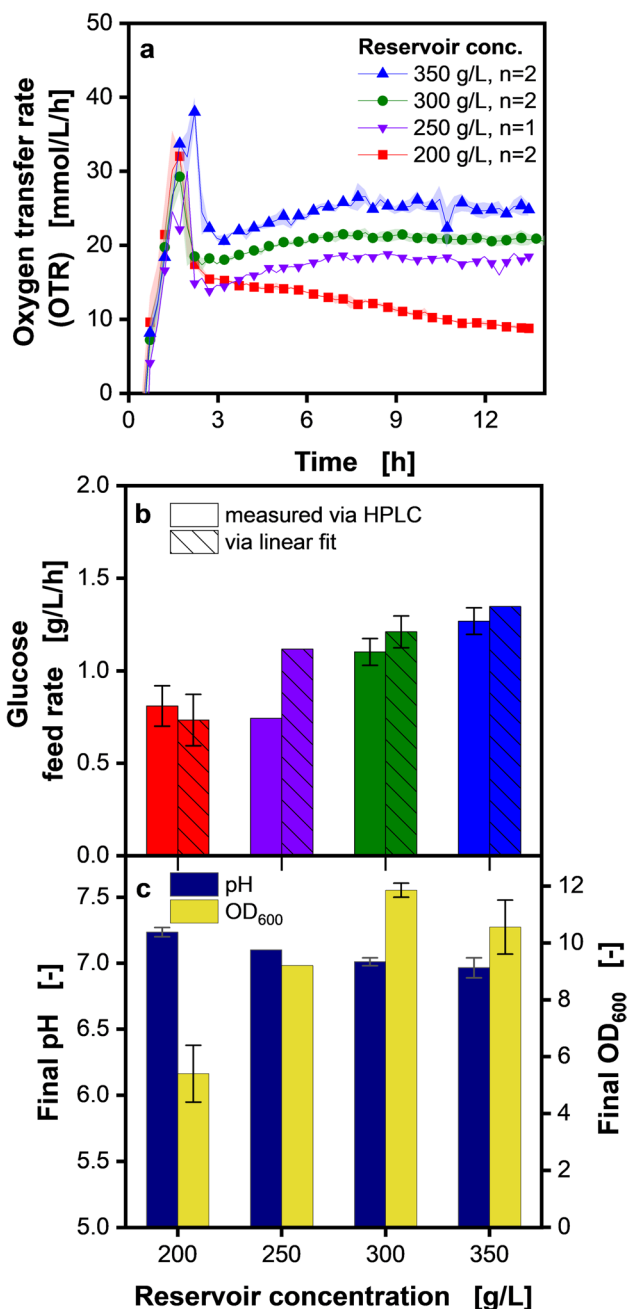 a
Reservoir conc.
350 g/L, n=2
300 g/L, n=2
250 g/L, n=1
200 g/L, n=2
Oxygen transfer rate
(OTR) [mmol/L/h]
50
40
30
20
10
0
0 3 6 9 12
Time [h]
b
measured via HPLC
via linear fit
Glucose
feed rate [g/L/h]
2.0
1.5
1.0
0.5
0.0
c
pH
OD600
Final pH [-]
7.5
7.0
6.5
6.0
5.5
5.0
12
10
8
6
4
2
0
Final OD600 [-]
200 250 300 350
Reservoir concentration [g/L]